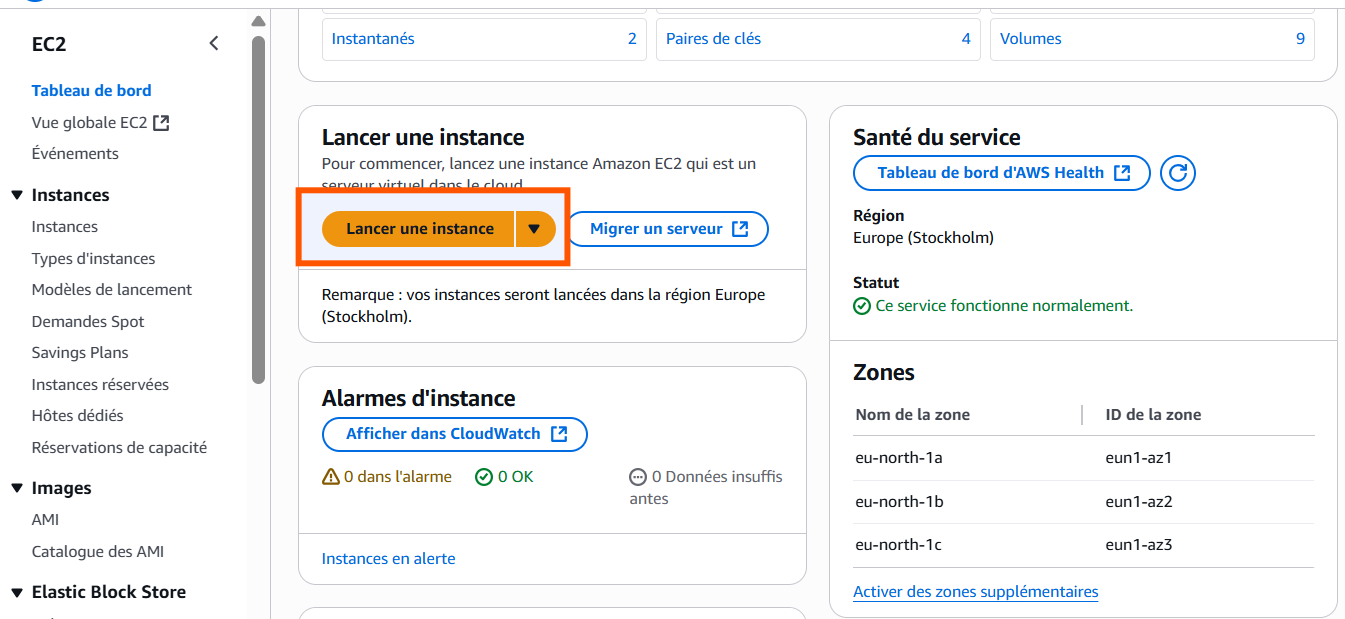 EC2
Tableau de bord
Vue globale EC2
Événements
Instances
Instances
Types d'instances
Modèles de lancement
Demandes Spot
Savings Plans
Instances réservées
Hôtes dédiés
Réservations de capacité
Images
AMI
Catalogue des AMI
Elastic Block Store
Instantanés 2
Paires de clés 4
Volumes 9
Lancer une instance
Pour commencer, lancez une instance Amazon EC2 qui est un
serveur virtuel dans le cloud.
Lancer une instance
Migrer un serveur
Remarque : vos instances seront lancées dans la région Europe
(Stockholm).
Alarmes d'instance
Afficher dans CloudWatch
0 dans l'alarme
0 OK
0 Données insuffis
antes
Instances en alerte
Santé du service
Tableau de bord d'AWS Health
Région
Europe (Stockholm)
Statut
Ce service fonctionne normalement.
Zones
Nom de la zone ID de la zone
eu-north-1a eun1-az1
eu-north-1b eun1-az2
eu-north-1c eun1-az3
Activer des zones supplémentaires